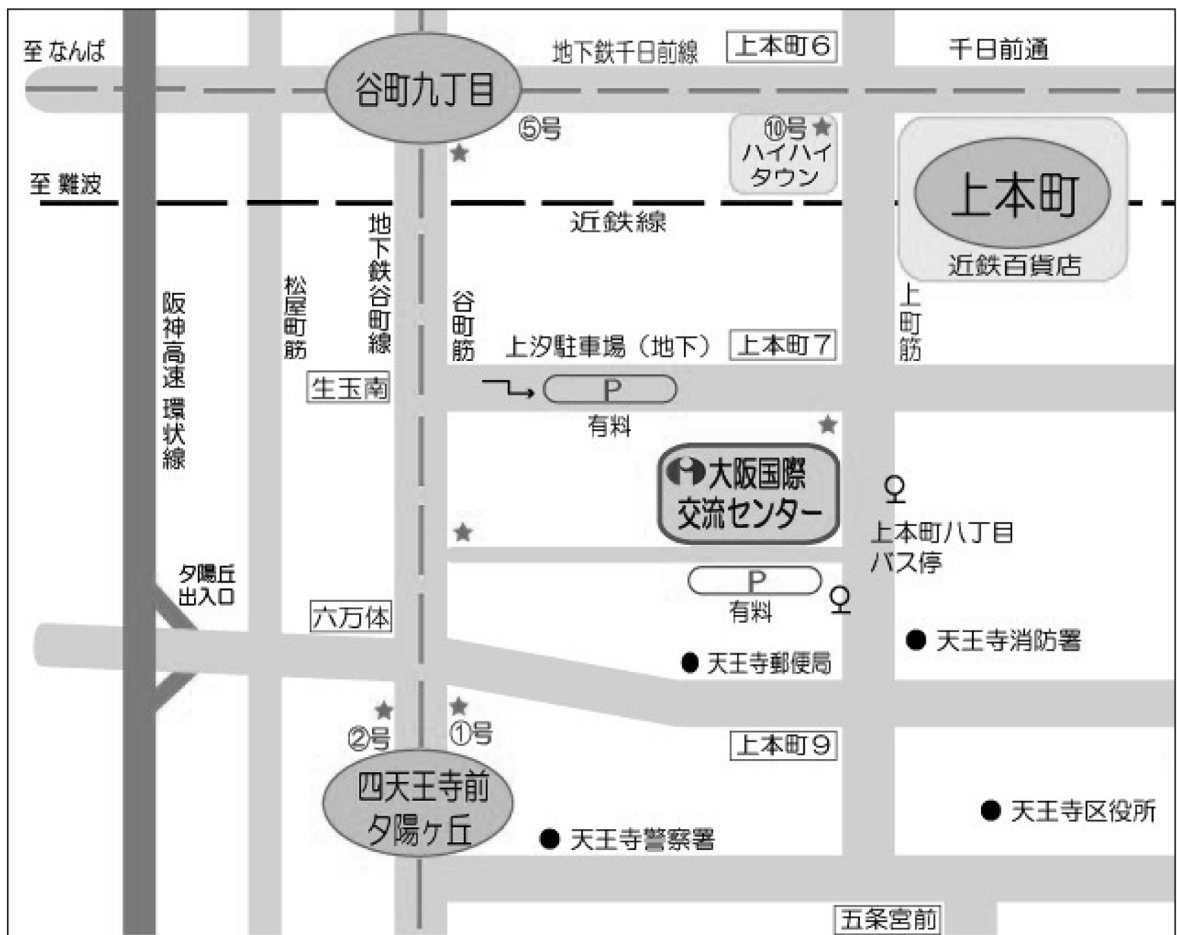 至 なんば
地下鉄千日前線
上本町6
千日前通
谷町九丁目
⑤号
⑩号
ハイハイ
タウン
上本町
近鉄百貨店
至 難波
近鉄線
地下鉄谷町線
谷町筋
松屋町筋
阪神高速 環状線
上町筋
上汐駐車場（地下）
上本町7
生玉南
P
有料
大阪国際
交流センター
上本町八丁目
バス停
夕陽丘
出入口
六万体
P
有料
天王寺郵便局
天王寺消防署
②号
①号
上本町9
四天王寺前
夕陽ヶ丘
天王寺警察署
天王寺区役所
五条宮前